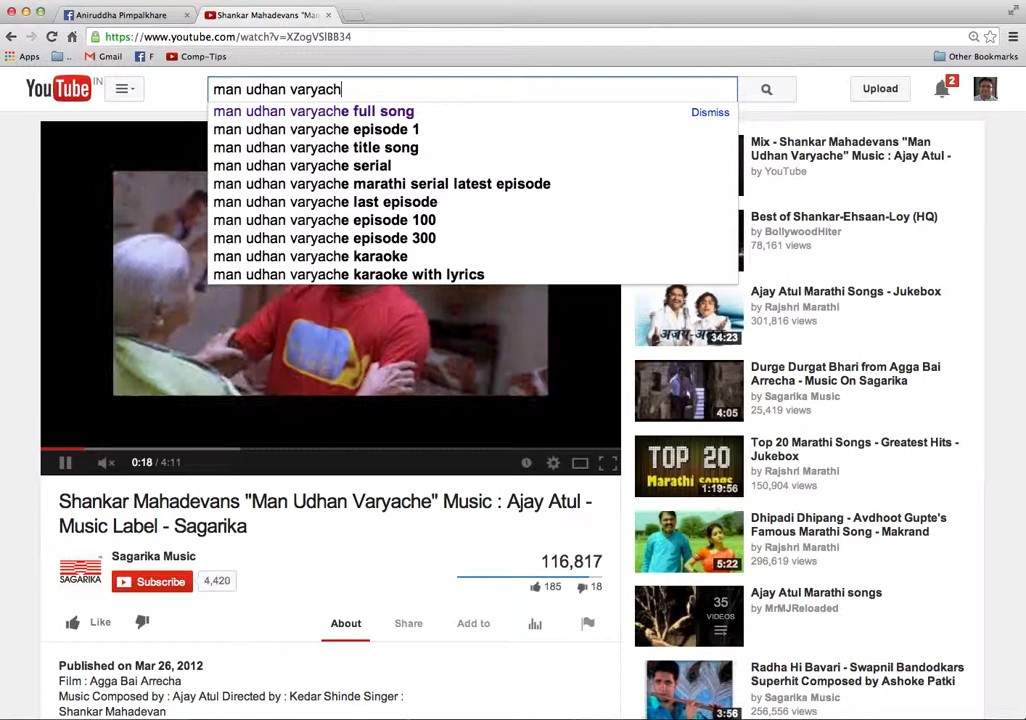 Aniruddha Pimpalkhare
Shankar Mahadevans "Man
https://www.youtube.com/watch?v=XZogVSlBB34
Apps
..
Gmail
F
Comp-Tips
Other Bookmarks
YouTube IN
man udhan varyach
Upload
2
man udhan varyache full song
Dismiss
man udhan varyache episode 1
man udhan varyache title song
man udhan varyache serial
man udhan varyache marathi serial latest episode
man udhan varyache last episode
man udhan varyache episode 100
man udhan varyache episode 300
man udhan varyache karaoke
man udhan varyache karaoke with lyrics
0:18 / 4:11
Shankar Mahadevans "Man Udhan Varyache" Music : Ajay Atul -
Music Label - Sagarika
SAGARIKA
Sagarika Music
Subscribe
4,420
116,817
185
18
Like
About
Share
Add to
Published on Mar 26, 2012
Film : Agga Bai Arrecha
Music Composed by : Ajay Atul Directed by : Kedar Shinde Singer :
Shankar Mahadevan
Mix - Shankar Mahadevans "Man
Udhan Varyache" Music : Ajay Atul -
by YouTube
Best of Shankar-Ehsaan-Loy (HQ)
by BollywoodHiter
78,161 views
34:23
Ajay Atul Marathi Songs - Jukebox
by Rajshri Marathi
301,816 views
4:05
Durge Durgat Bhari from Agga Bai
Arrecha - Music On Sagarika
by Sagarika Music
25,419 views
TOP 20
Marathi songs
1:19:56
Top 20 Marathi Songs - Greatest Hits -
Jukebox
by Rajshri Marathi
150,904 views
5:22
Dhipadi Dhipang - Avdhoot Gupte's
Famous Marathi Song - Makrand
by Rajshri Marathi
296,619 views
35
VIDEOS
Ajay Atul Marathi songs
by MrMJReloaded
3:56
Radha Hi Bavari - Swapnil Bandodkars
Superhit Composed by Ashoke Patki
by Sagarika Music
256,556 views